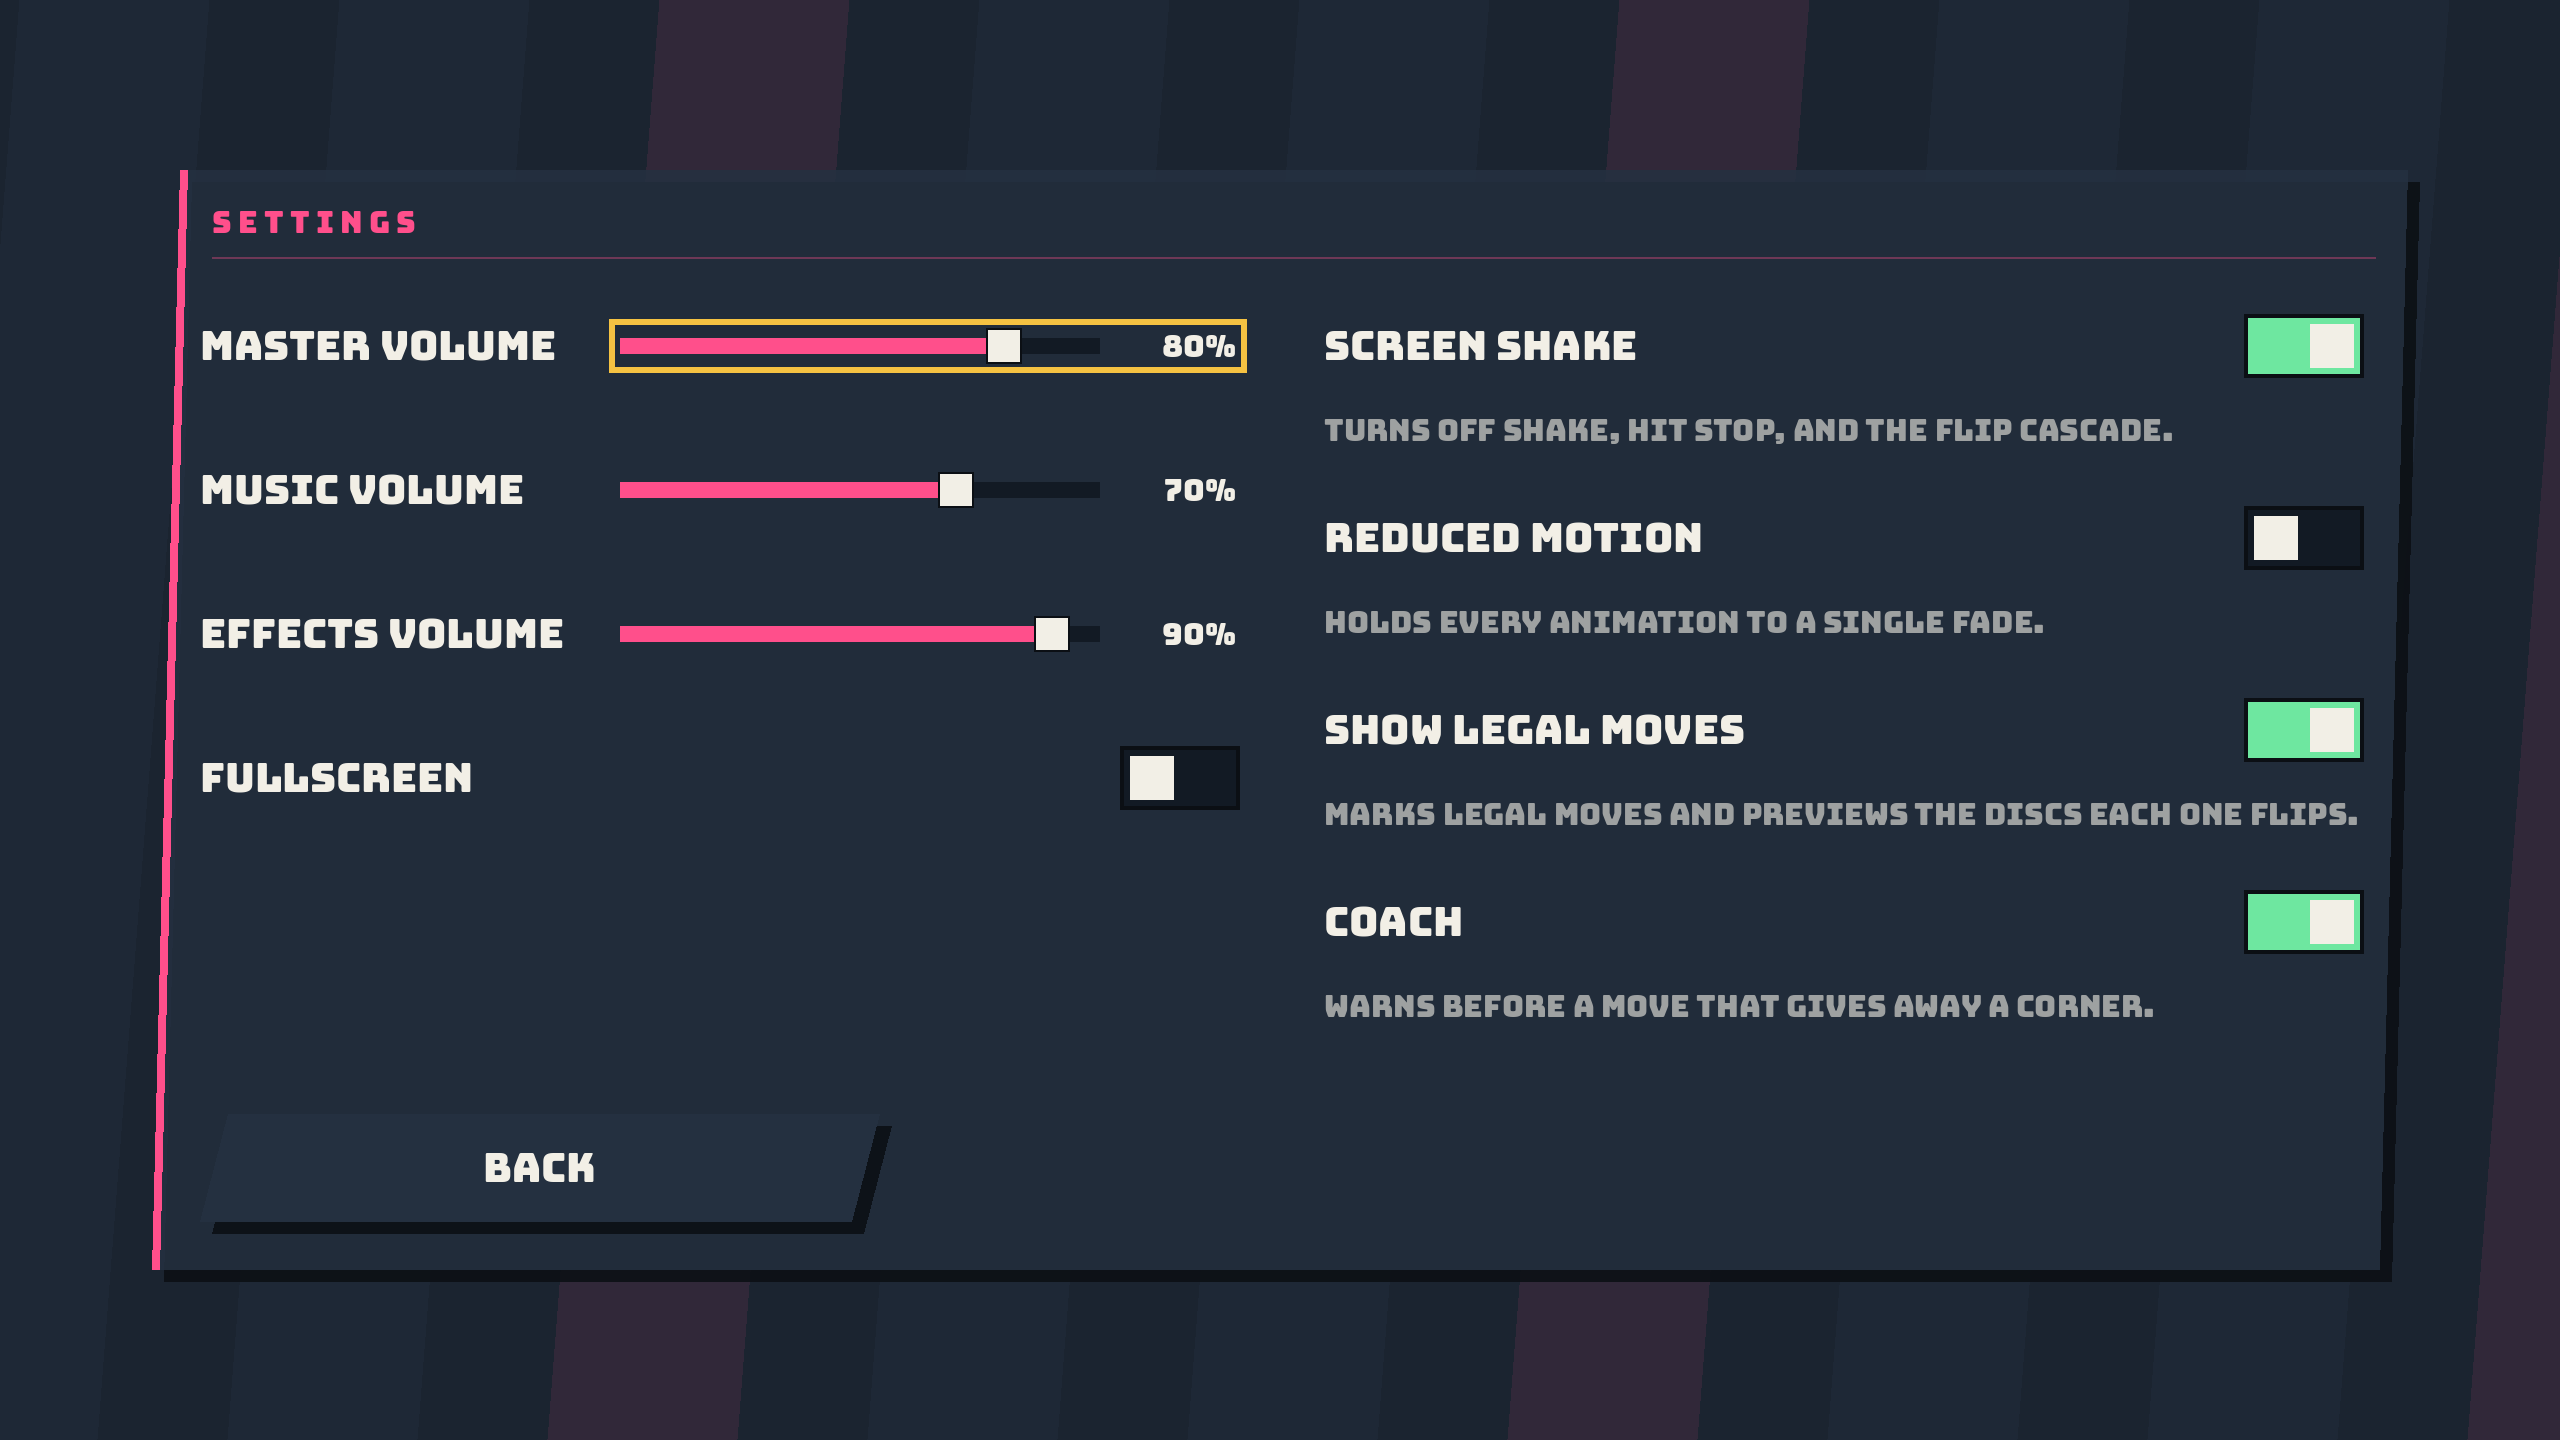 SETTINGS
MASTER VOLUME 80%
MUSIC VOLUME 70%
EFFECTS VOLUME 90%
FULLSCREEN
SCREEN SHAKE
TURNS OFF SHAKE, HIT STOP, AND THE FLIP CASCADE.
REDUCED MOTION
HOLDS EVERY ANIMATION TO A SINGLE FADE.
SHOW LEGAL MOVES
MARKS LEGAL MOVES AND PREVIEWS THE DISCS EACH ONE FLIPS.
COACH
WARNS BEFORE A MOVE THAT GIVES AWAY A CORNER.
BACK